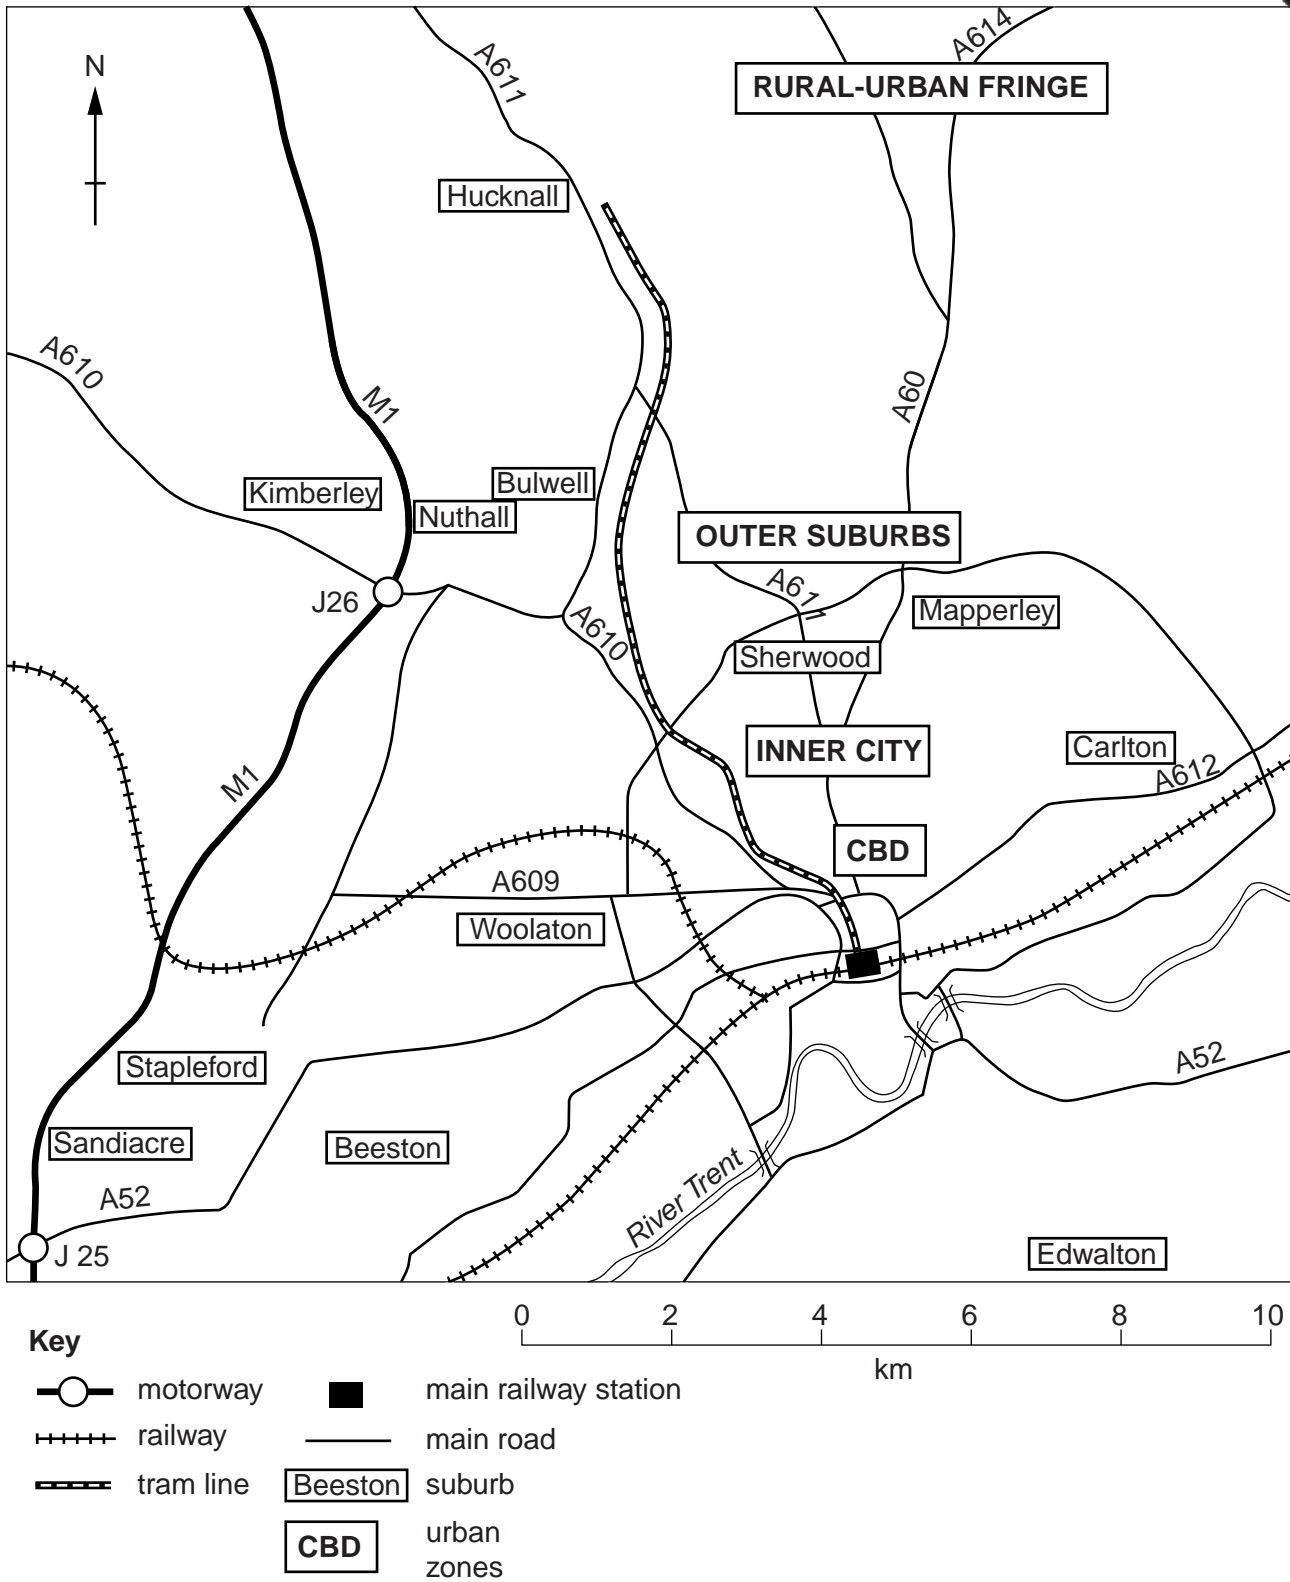 A614
RURAL-URBAN FRINGE
N
A611
Hucknall
A610
M1
A60
Kimberley
Bulwell
Nuthall
OUTER SUBURBS
J26
A610
A611
Mapperley
Sherwood
INNER CITY
Carlton
A612
M1
CBD
A609
Woolaton
Stapleford
A52
Sandiacre
Beeston
A52
River Trent
J 25
Edwalton
0 2 4 6 8 10
km
Key
motorway
main railway station
railway
main road
tram line
Beeston
suburb
CBD
urban
zones